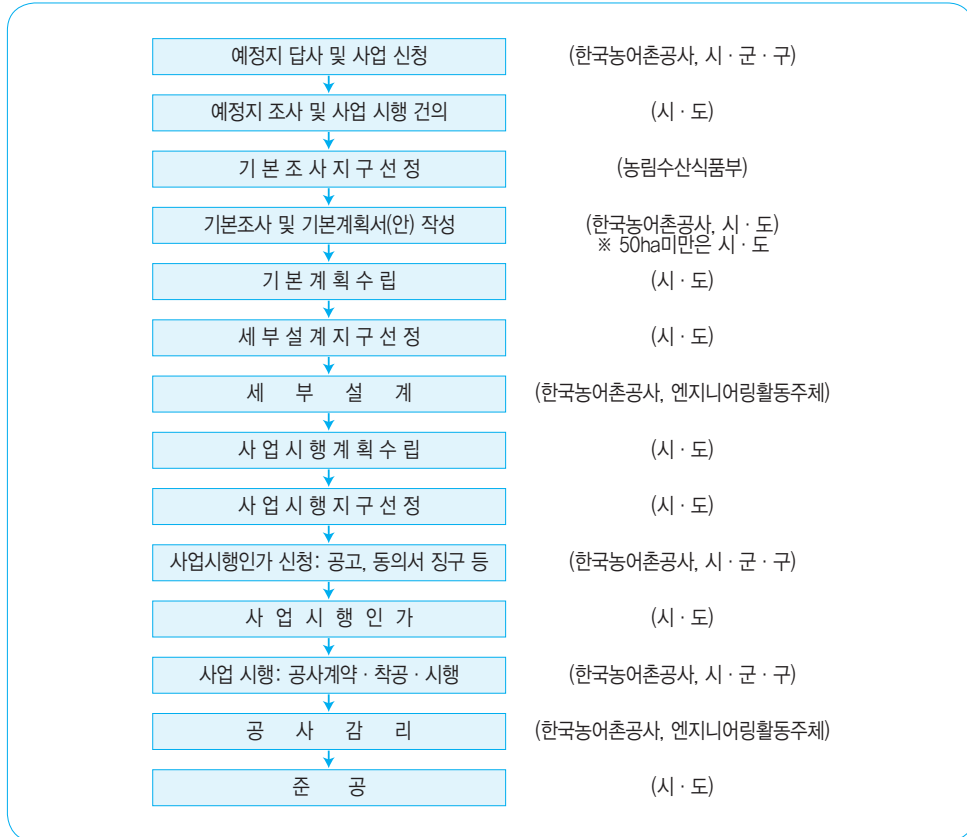 예정지 답사 및 사업 신청 (한국농어촌공사, 시 · 군 · 구)
예정지 조사 및 사업 시행 건의 (시 · 도)
기 본 조 사 지 구 선 정 (농림수산식품부)
기본조사 및 기본계획서(안) 작성 (한국농어촌공사, 시 · 도)
※ 50ha미만은 시 · 도
기 본 계 획 수 립 (시 · 도)
세 부 설 계 지 구 선 정 (시 · 도)
세 부 설 계 (한국농어촌공사, 엔지니어링활동주체)
사 업 시 행 계 획 수 립 (시 · 도)
사 업 시 행 지 구 선 정 (시 · 도)
사업시행인가 신청: 공고, 동의서 징구 등 (한국농어촌공사, 시 · 군 · 구)
사 업 시 행 인 가 (시 · 도)
사업 시행: 공사계약 · 착공 · 시행 (한국농어촌공사, 시 · 군 · 구)
공 사 감 리 (한국농어촌공사, 엔지니어링활동주체)
준 공 (시 · 도)